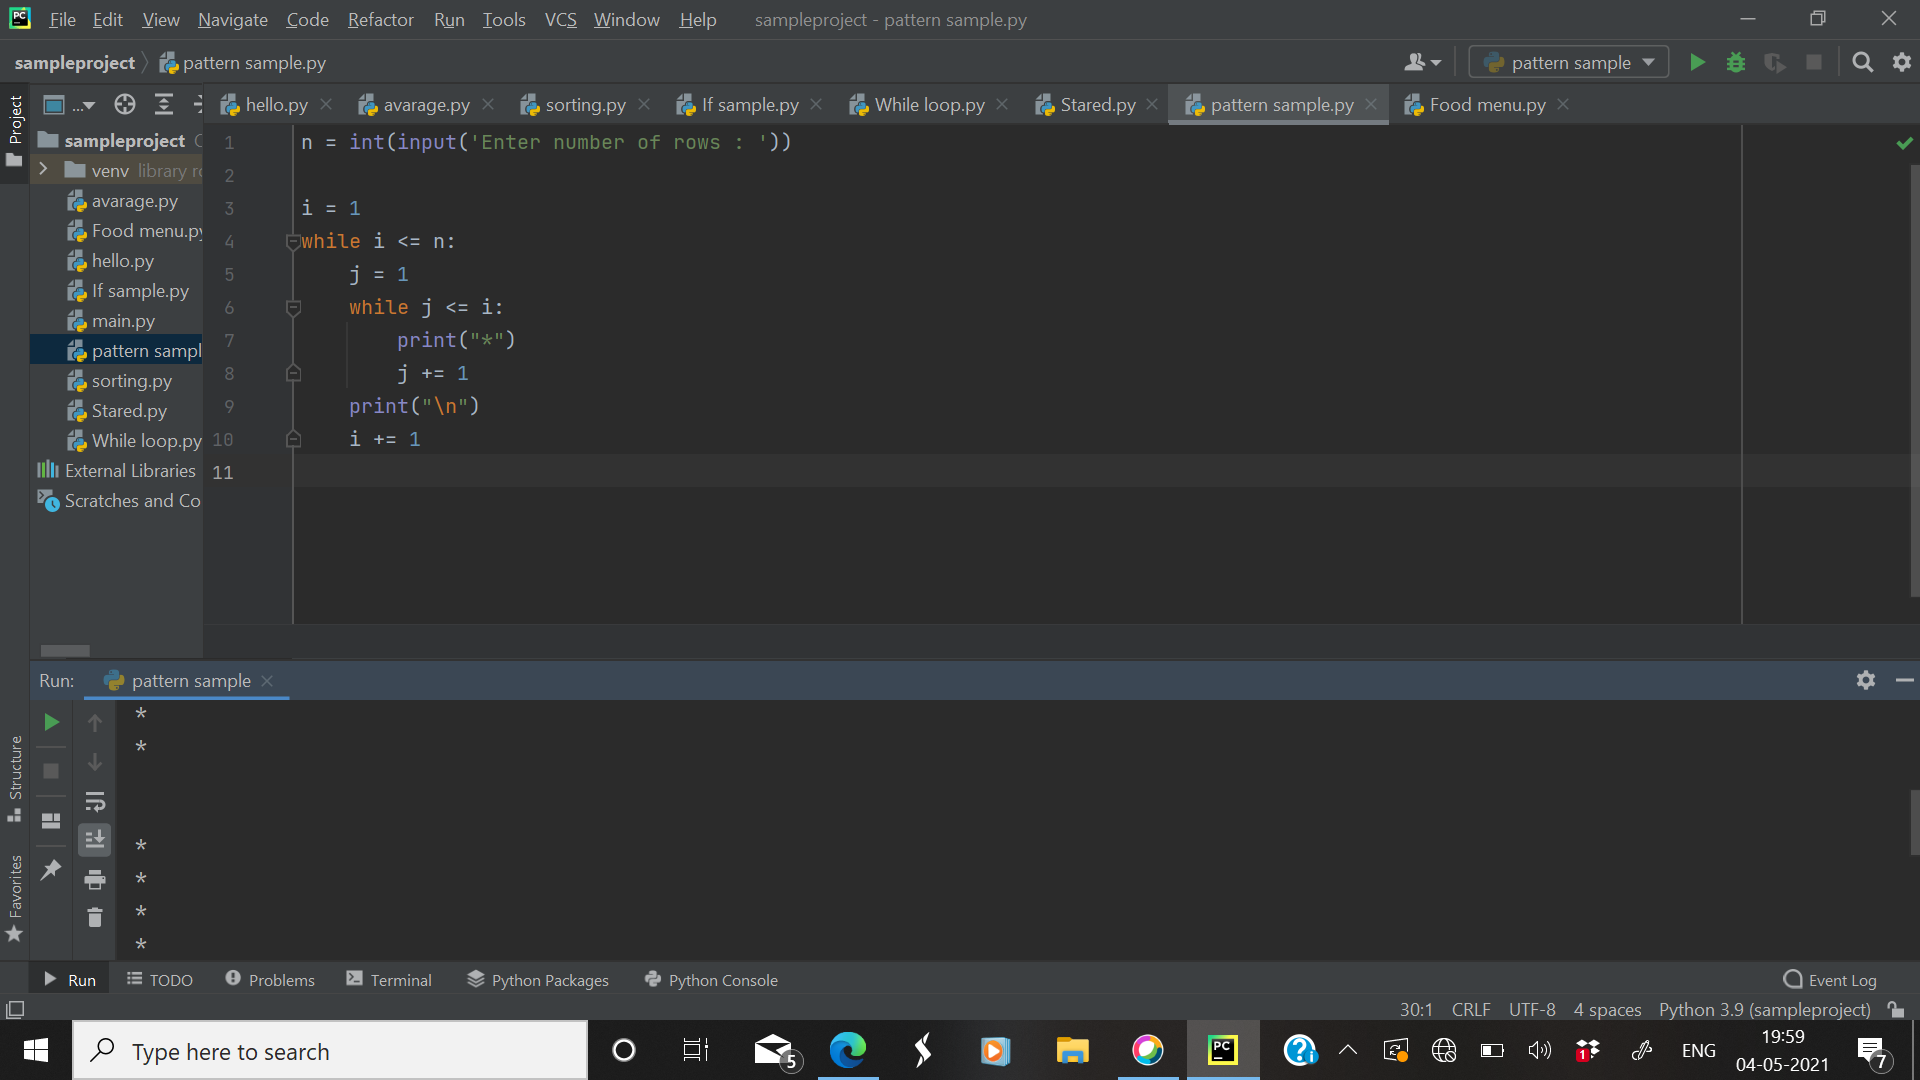 PC File Edit View Navigate Code Refactor Run Tools VCS Window Help sampleproject - pattern sample.py
sampleproject pattern sample.py pattern sample
Project ... hello.py avarage.py sorting.py If sample.py While loop.py Stared.py pattern sample.py Food menu.py
sampleproject C
venv library ro
avarage.py
Food menu.py
hello.py
If sample.py
main.py
pattern sampl
sorting.py
Stared.py
While loop.py
External Libraries
Scratches and Co
1 n = int(input('Enter number of rows : '))
2
3 i = 1
4 while i <= n:
5 j = 1
6 while j <= i:
7 print("*")
8 j += 1
9 print("\n")
10 i += 1
11
Run: pattern sample
*
*
*
*
*
*
Structure
Favorites
Run TODO Problems Terminal Python Packages Python Console Event Log
30:1 CRLF UTF-8 4 spaces Python 3.9 (sampleproject)
Type here to search 5 PC 1 ENG 19:59 7
04-05-2021